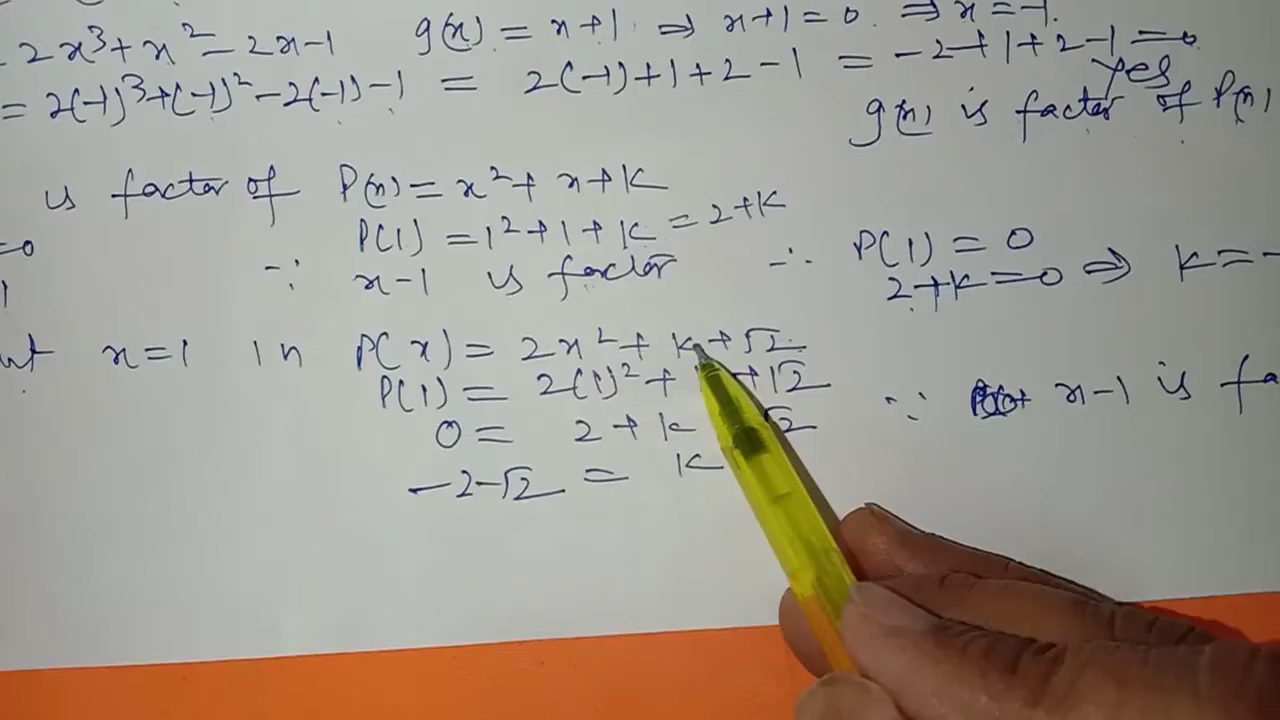 2x³+x²-2x-1 g(x) = x+1 ⇒ x+1=0 ⇒ x=-1.
= 2(-1)³+(-1)²-2(-1)-1 = 2(-1)+1+2-1 = -2+1+2-1=0
Yes
g(x) is factor of P(x)
is factor of P(x)= x²+x+K
P(1) =1²+1+K =2+K
=0
∵ x-1 is factor ∴ P(1) = 0
1
2+K=0 ⇒ K=-
x=1 in P(x)= 2x²+K+√2
P(1)= 2(1)²+ +√2
∵ x-1 is fa
0= 2+K √2
-2-√2 = K